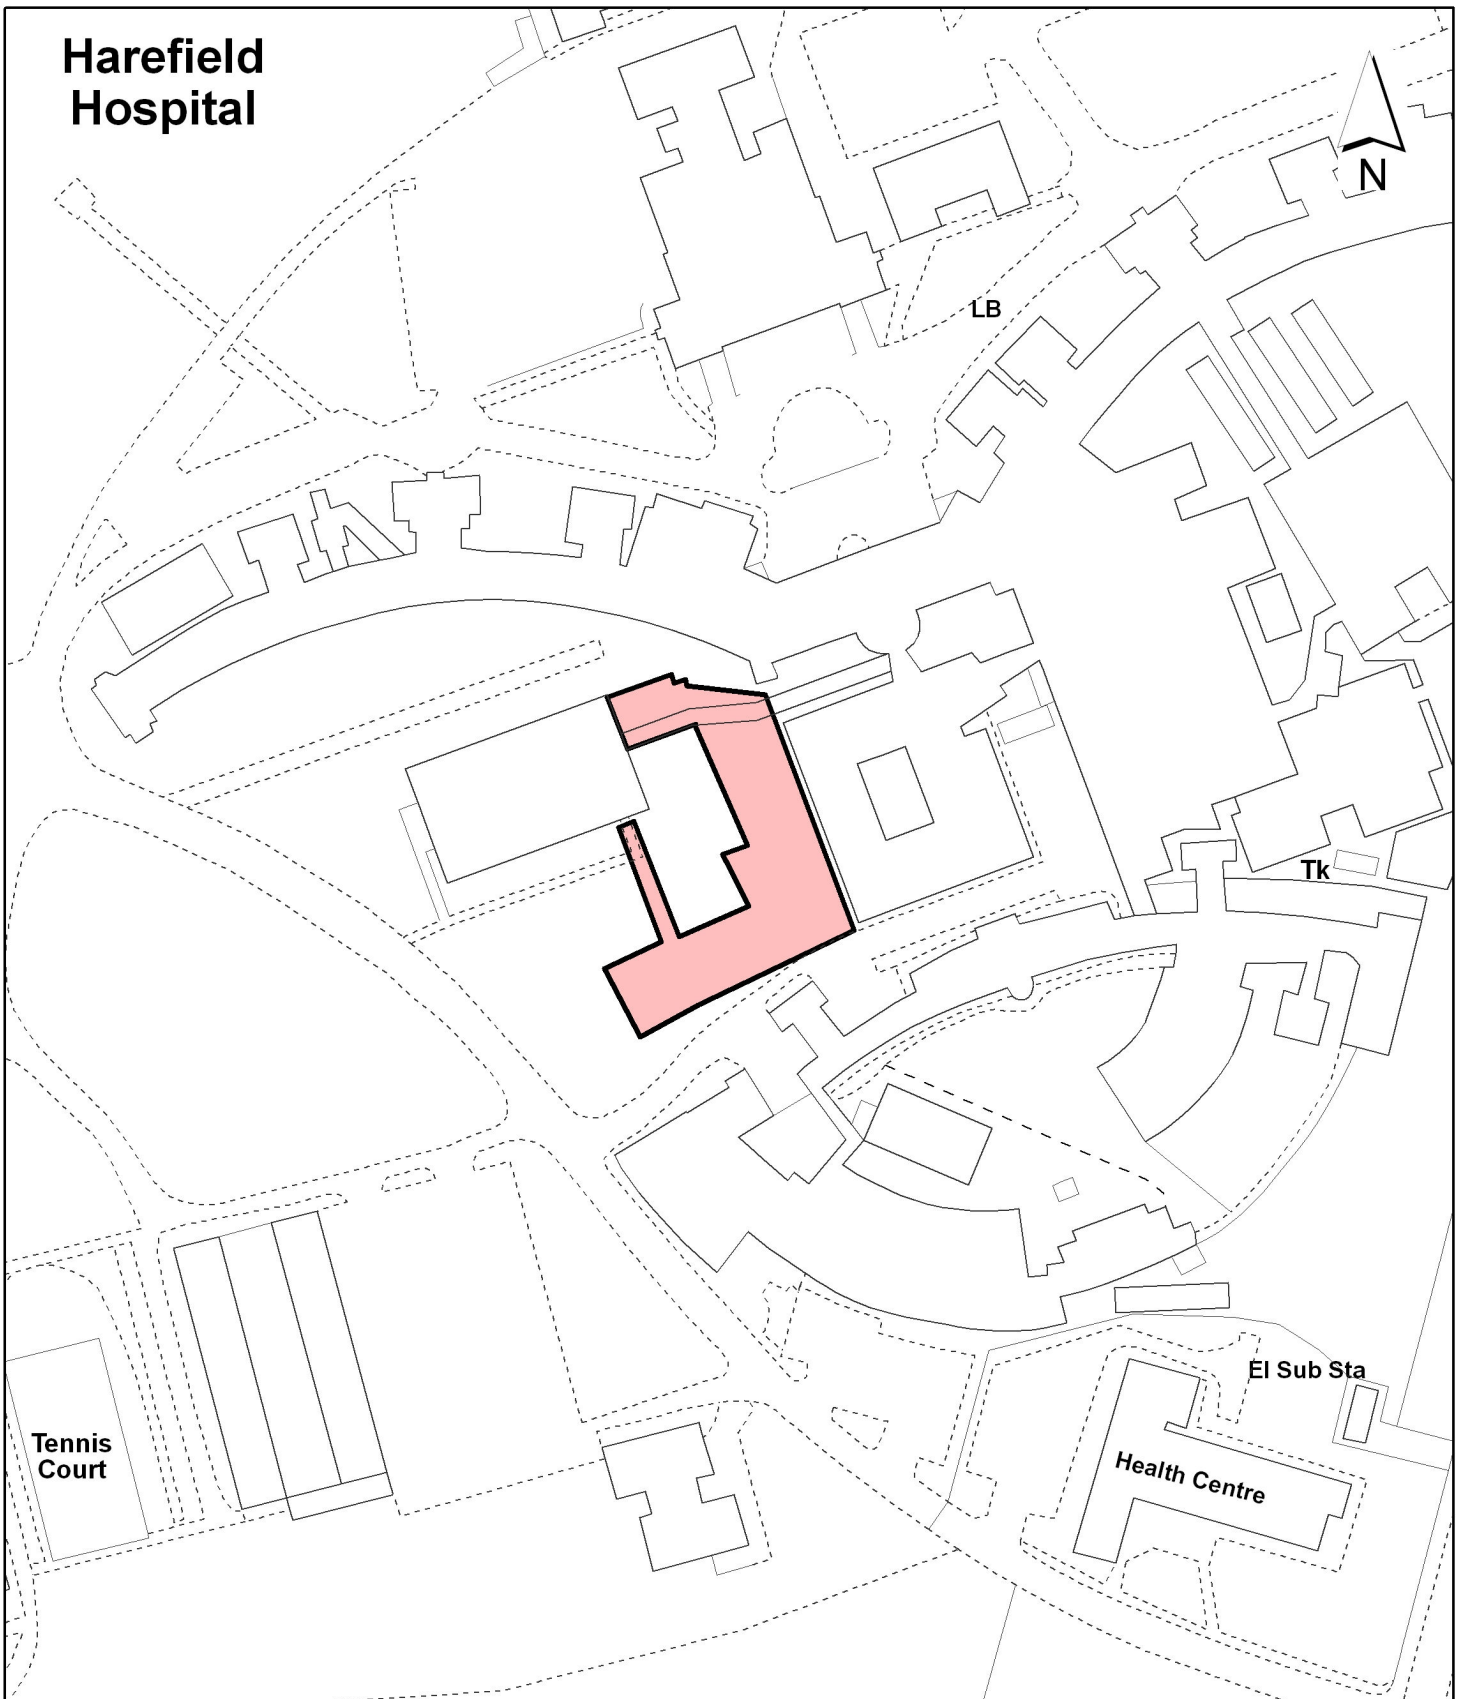 Harefield
Hospital
N
LB
Tk
El Sub Sta
Tennis
Court
Health Centre